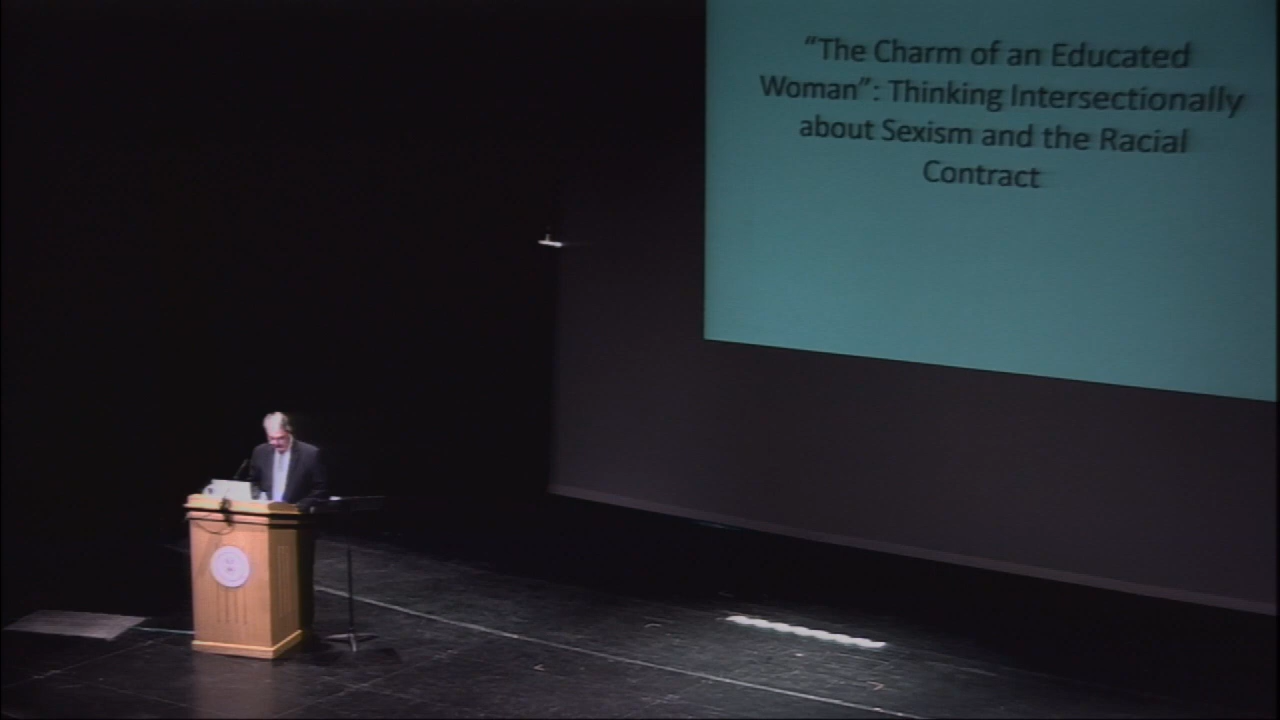 “The Charm of an Educated
Woman”: Thinking Intersectionally
about Sexism and the Racial
Contract